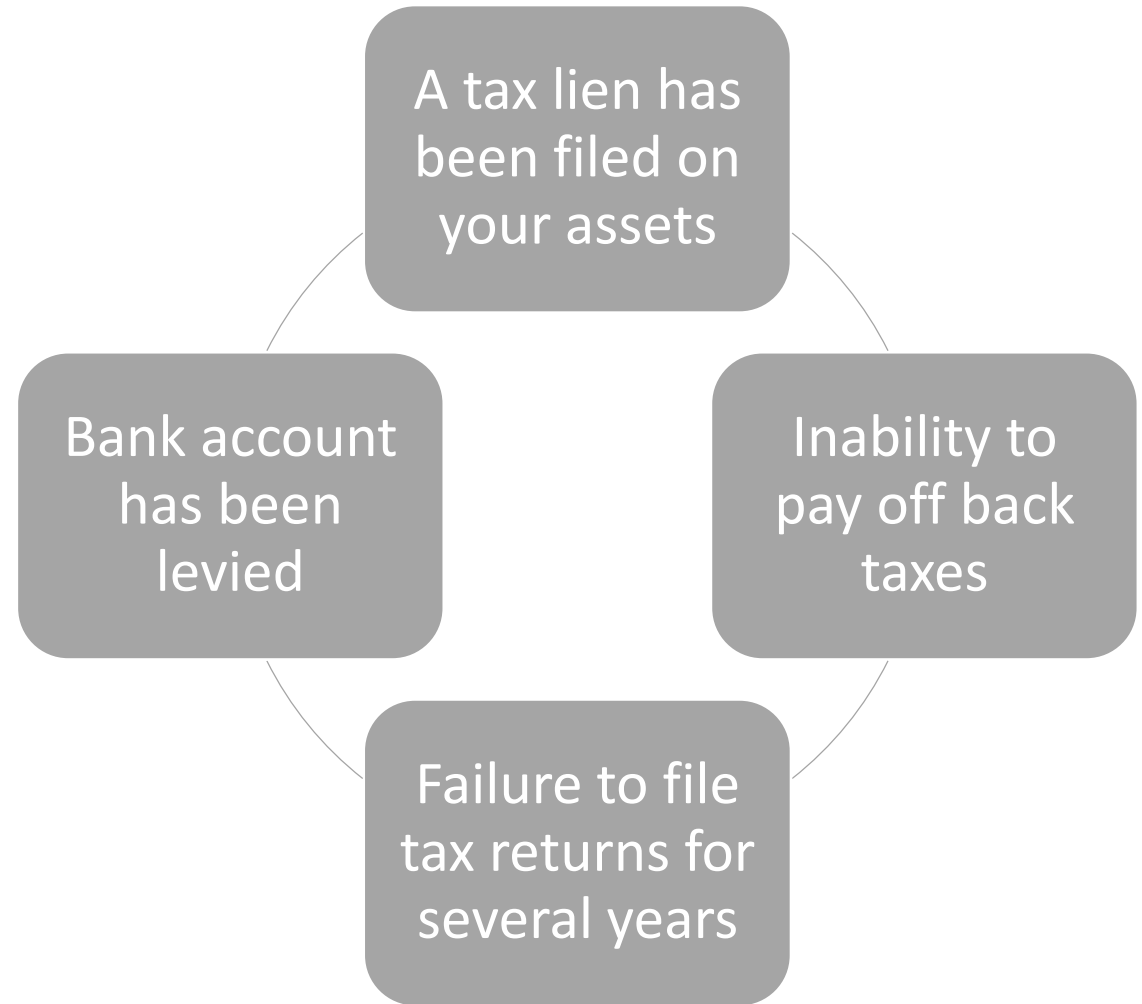 A tax lien has
been filed on
your assets
Inability to
pay off back
taxes
Failure to file
tax returns for
several years
Bank account
has been
levied